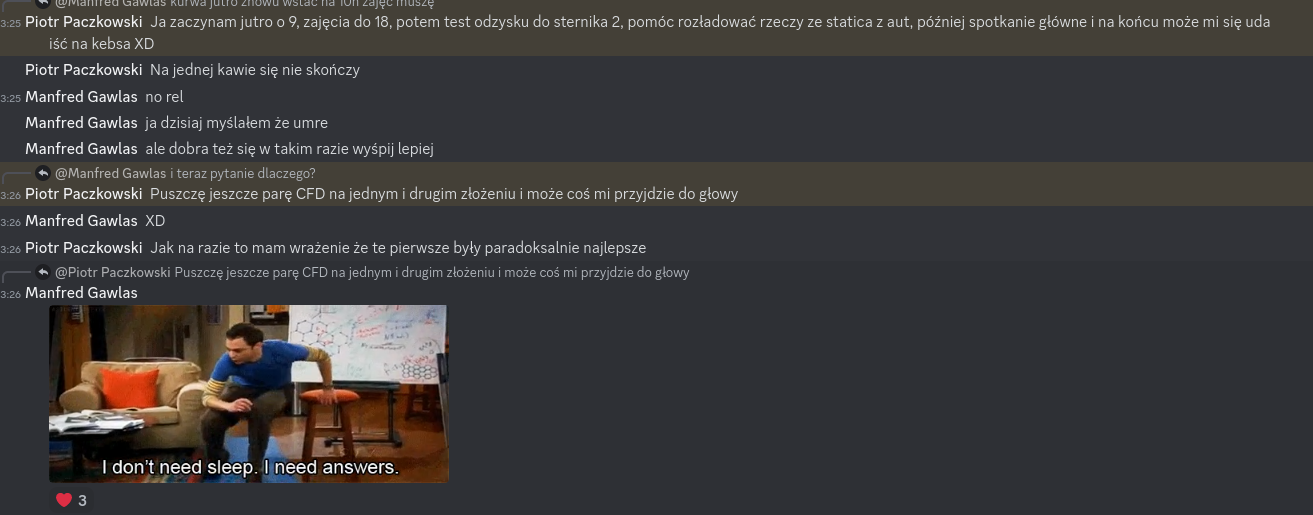 @Manfred Gawlas kurwa jutro znowu wstać na 10h zajęć muszę
3:25 Piotr Paczkowski Ja zaczynam jutro o 9, zajęcia do 18, potem test odzysku do sternika 2, pomóc rozładować rzeczy ze statica z aut, później spotkanie główne i na końcu może mi się uda
iść na kebsa XD
Piotr Paczkowski Na jednej kawie się nie skończy
3:25 Manfred Gawlas no rel
Manfred Gawlas ja dzisiaj myślałem że umre
Manfred Gawlas ale dobra też się w takim razie wyśpij lepiej
@Manfred Gawlas i teraz pytanie dlaczego?
3:26 Piotr Paczkowski Puszczę jeszcze parę CFD na jednym i drugim złożeniu i może coś mi przyjdzie do głowy
3:26 Manfred Gawlas XD
3:26 Piotr Paczkowski Jak na razie to mam wrażenie że te pierwsze były paradoksalnie najlepsze
@Piotr Paczkowski Puszczę jeszcze parę CFD na jednym i drugim złożeniu i może coś mi przyjdzie do głowy
3:26 Manfred Gawlas
I don't need sleep. I need answers.
3